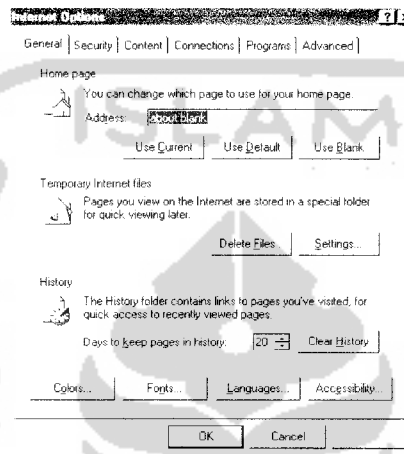 Internet Options
General Security Content Connections Programs Advanced
Home page
You can change which page to use for your home page.
Address: about:blank
Use Current Use Default Use Blank
Temporary Internet files
Pages you view on the Internet are stored in a special folder
for quick viewing later.
Delete Files... Settings...
History
The History folder contains links to pages you've visited, for
quick access to recently viewed pages.
Days to keep pages in history: 20 Clear History
Colors... Fonts... Languages... Accessibility...
OK Cancel
ISLAM